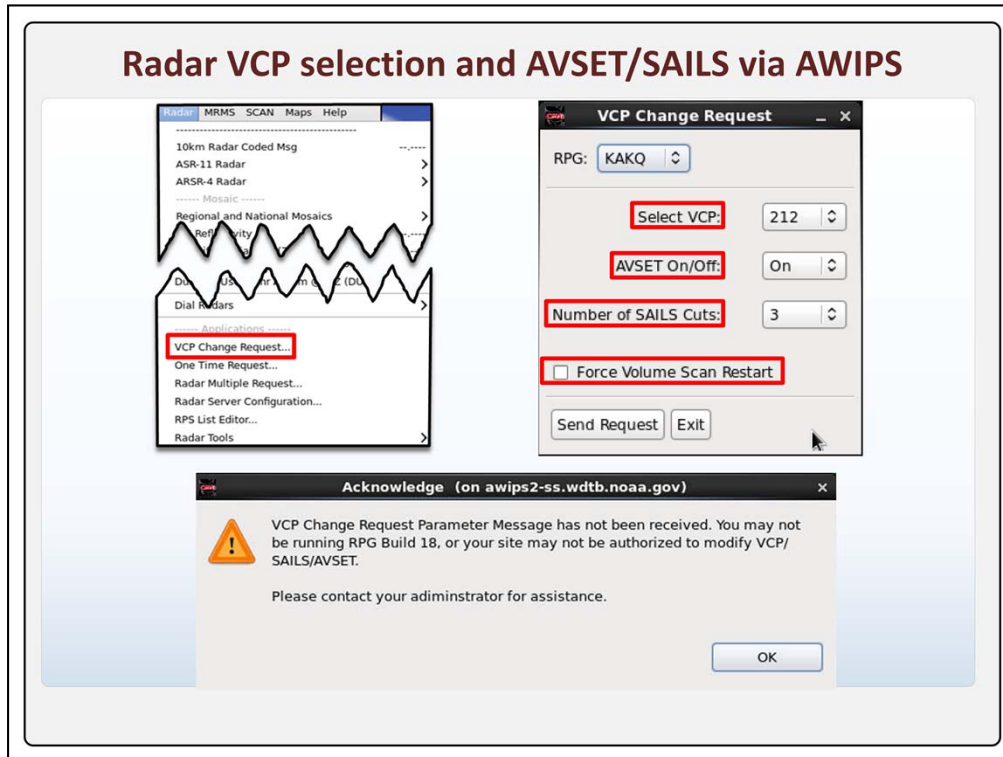 Radar VCP selection and AVSET/SAILS via AWIPS
Radar MRMS SCAN Maps Help
10km Radar Coded Msg --.----
ASR-11 Radar
ARSR-4 Radar
------ Mosaic ------
Regional and National Mosaics
Dial Radars
------ Applications ------
VCP Change Request...
One Time Request...
Radar Multiple Request...
Radar Server Configuration...
RPS List Editor...
Radar Tools
VCP Change Request
RPG: KAKQ
Select VCP: 212
AVSET On/Off: On
Number of SAILS Cuts: 3
Force Volume Scan Restart
Send Request Exit
Acknowledge (on awips2-ss.wdtb.noaa.gov)
VCP Change Request Parameter Message has not been received. You may not
be running RPG Build 18, or your site may not be authorized to modify VCP/
SAILS/AVSET.
Please contact your adiminstrator for assistance.
OK